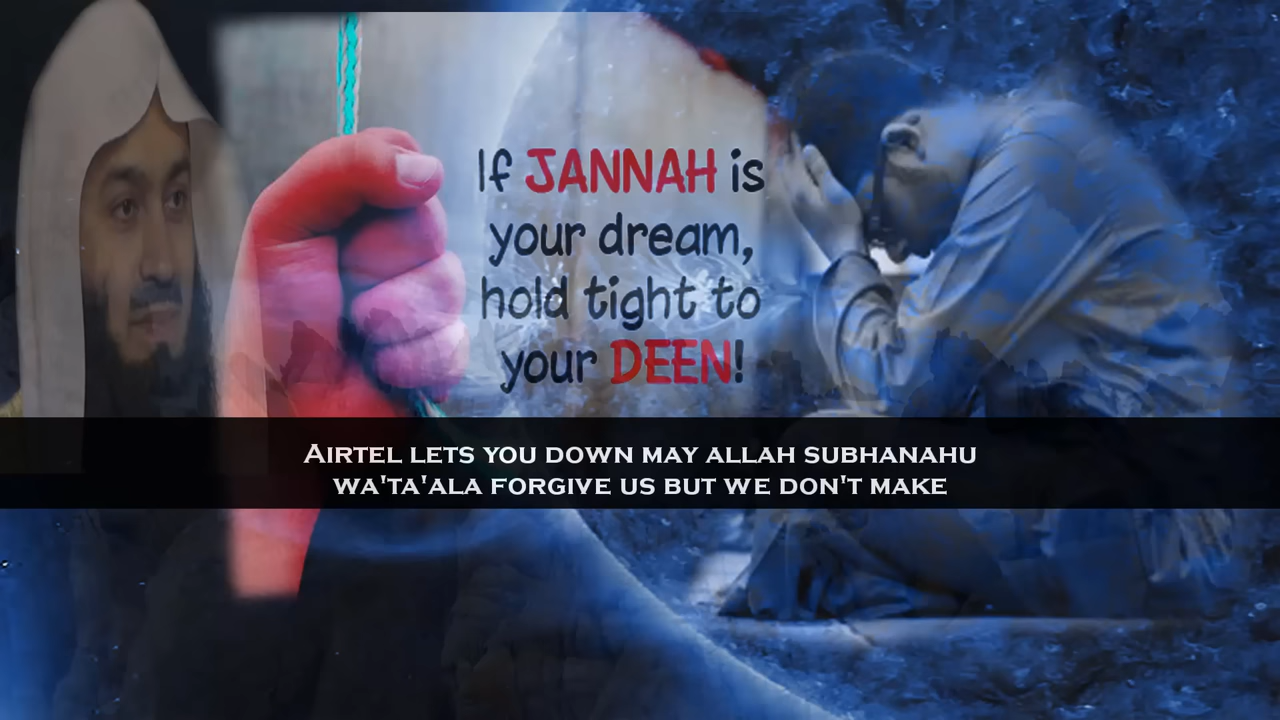 If JANNAH is
your dream,
hold tight to
your DEEN!
AIRTEL LETS YOU DOWN MAY ALLAH SUBHANAHU
WA'TA'ALA FORGIVE US BUT WE DON'T MAKE